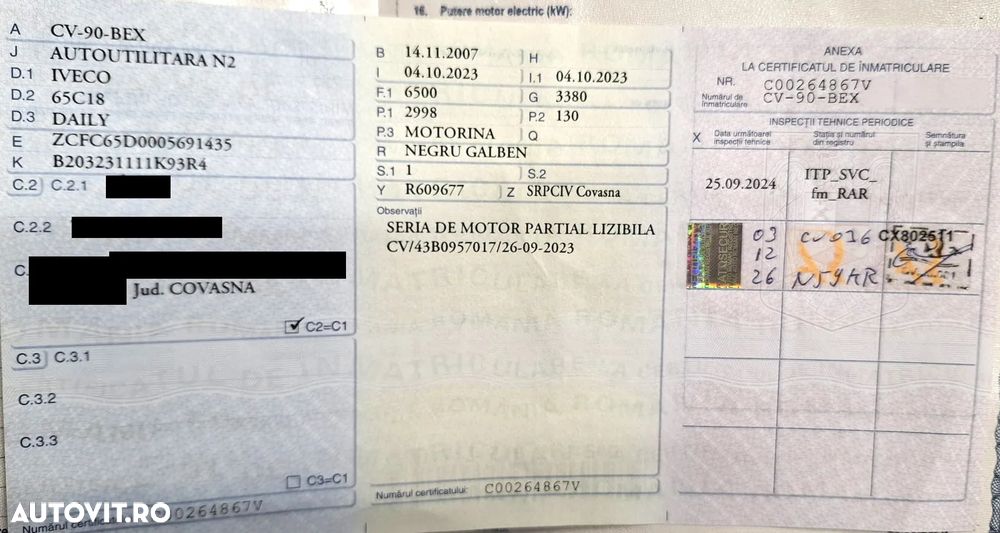 16. Putere motor electric (kW):
A CV-90-BEX
J AUTOUTILITARA N2
D.1 IVECO
D.2 65C18
D.3 DAILY
E ZCFC65D0005691435
K B203231111K93R4
C.2 C.2.1
C.2.2
C.
Jud. COVASNA
C2=C1
C.3 C.3.1
C.3.2
C.3.3
C3=C1
Numărul certificatului: C00264867V
B 14.11.2007 H
I 04.10.2023 I.1 04.10.2023
F.1 6500 G 3380
P.1 2998 P.2 130
P.3 MOTORINA Q
R NEGRU GALBEN
S.1 1 S.2
Y R609677 Z SRPCIV Covasna
Observații
SERIA DE MOTOR PARTIAL LIZIBILA
CV/43B0957017/26-09-2023
Numărul certificatului: C00264867V
ANEXA
LA CERTIFICATUL DE ÎNMATRICULARE
NR. C00264867V
Numărul de înmatriculare CV-90-BEX
INSPECȚII TEHNICE PERIODICE
X Data următoarei inspecții tehnice Stația și numărul din registru Semnătura și ștampila
25.09.2024 ITP_SVC_
fm_RAR
03 CV036 CX802511
12
26 N54AR
AUTOVIT.RO